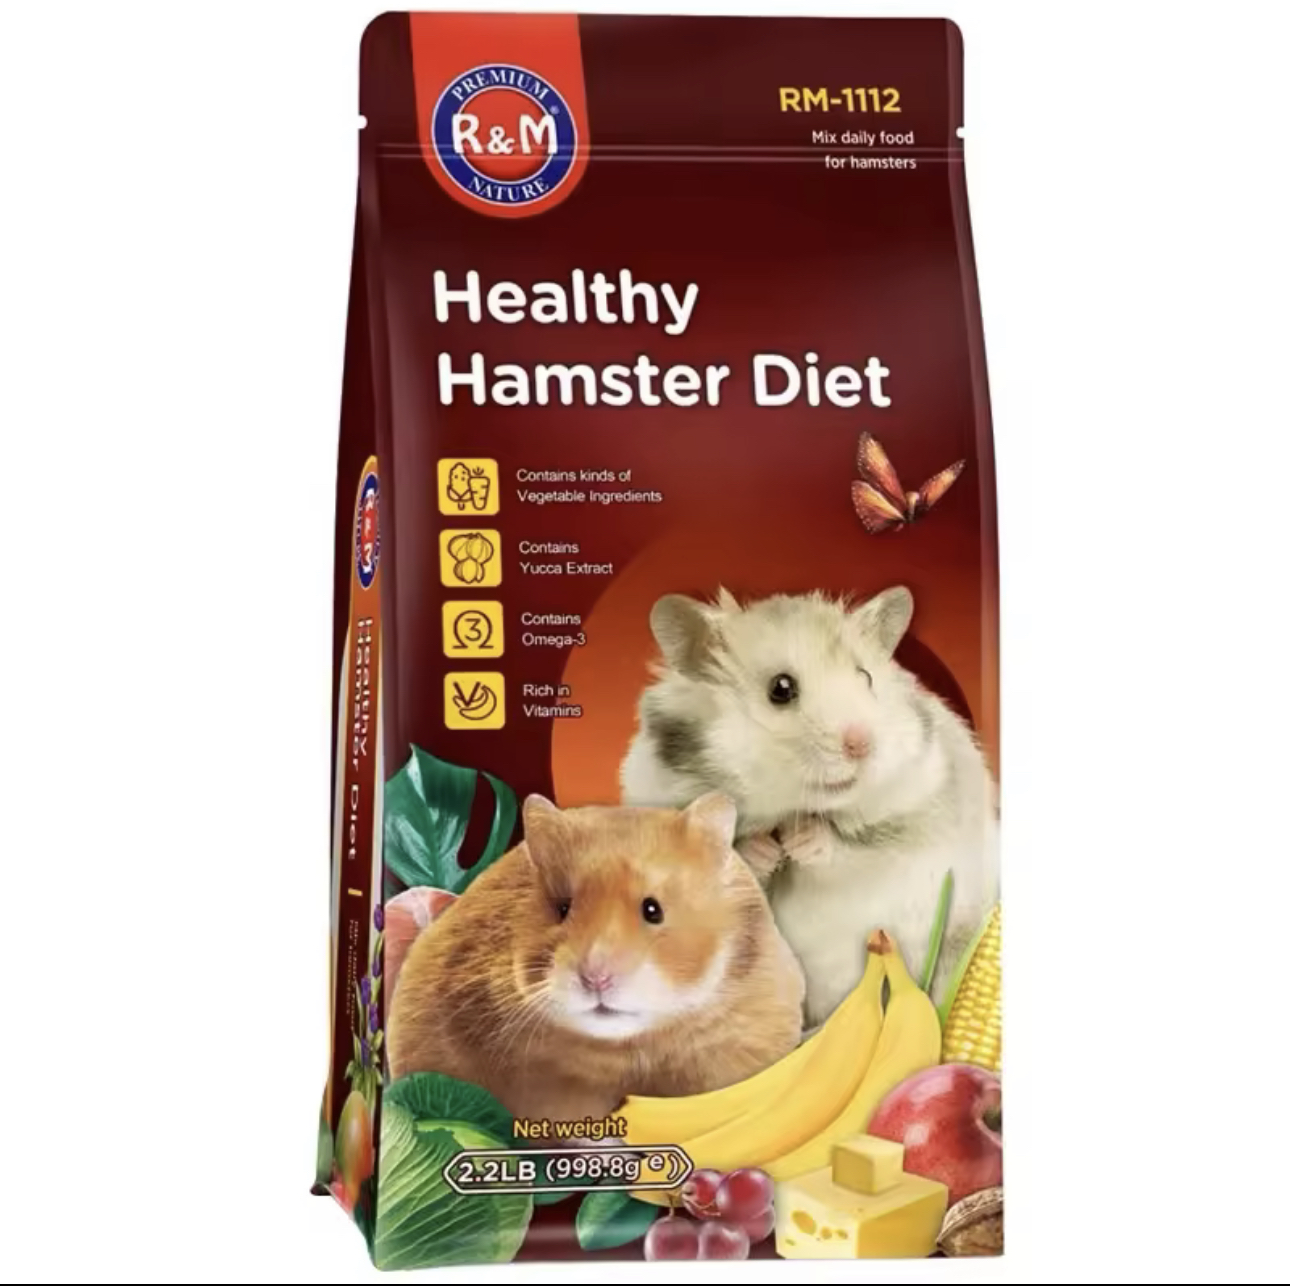 PREMIUM
R&M®
NATURE
RM-1112
Mix daily food
for hamsters
Healthy
Hamster Diet
Contains kinds of
Vegetable Ingredients
Contains
Yucca Extract
Contains
3
Omega-3
Rich in
Vitamins
Net weight
2.2LB (998.8g e)
R&M
Healthy
Hamster Diet